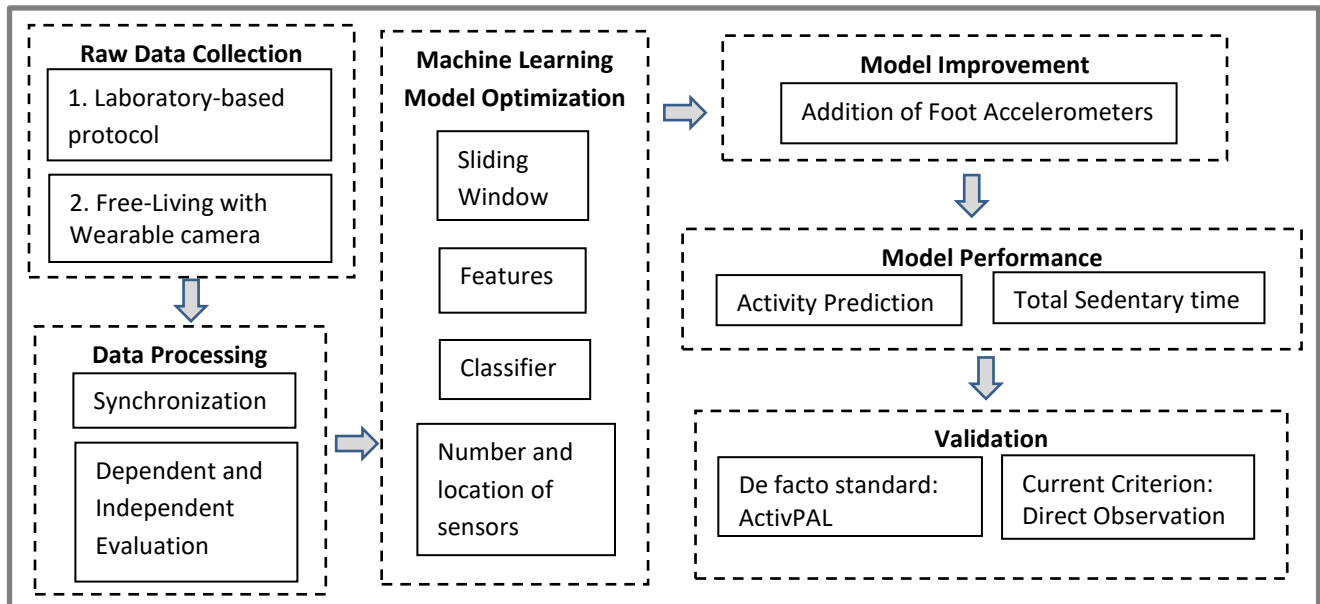 Raw Data Collection
1. Laboratory-based
protocol
2. Free-Living with
Wearable camera
Data Processing
Synchronization
Dependent and
Independent
Evaluation
Machine Learning
Model Optimization
Sliding
Window
Features
Classifier
Number and
location of
sensors
Model Improvement
Addition of Foot Accelerometers
Model Performance
Activity Prediction
Total Sedentary time
Validation
De facto standard:
ActivPAL
Current Criterion:
Direct Observation